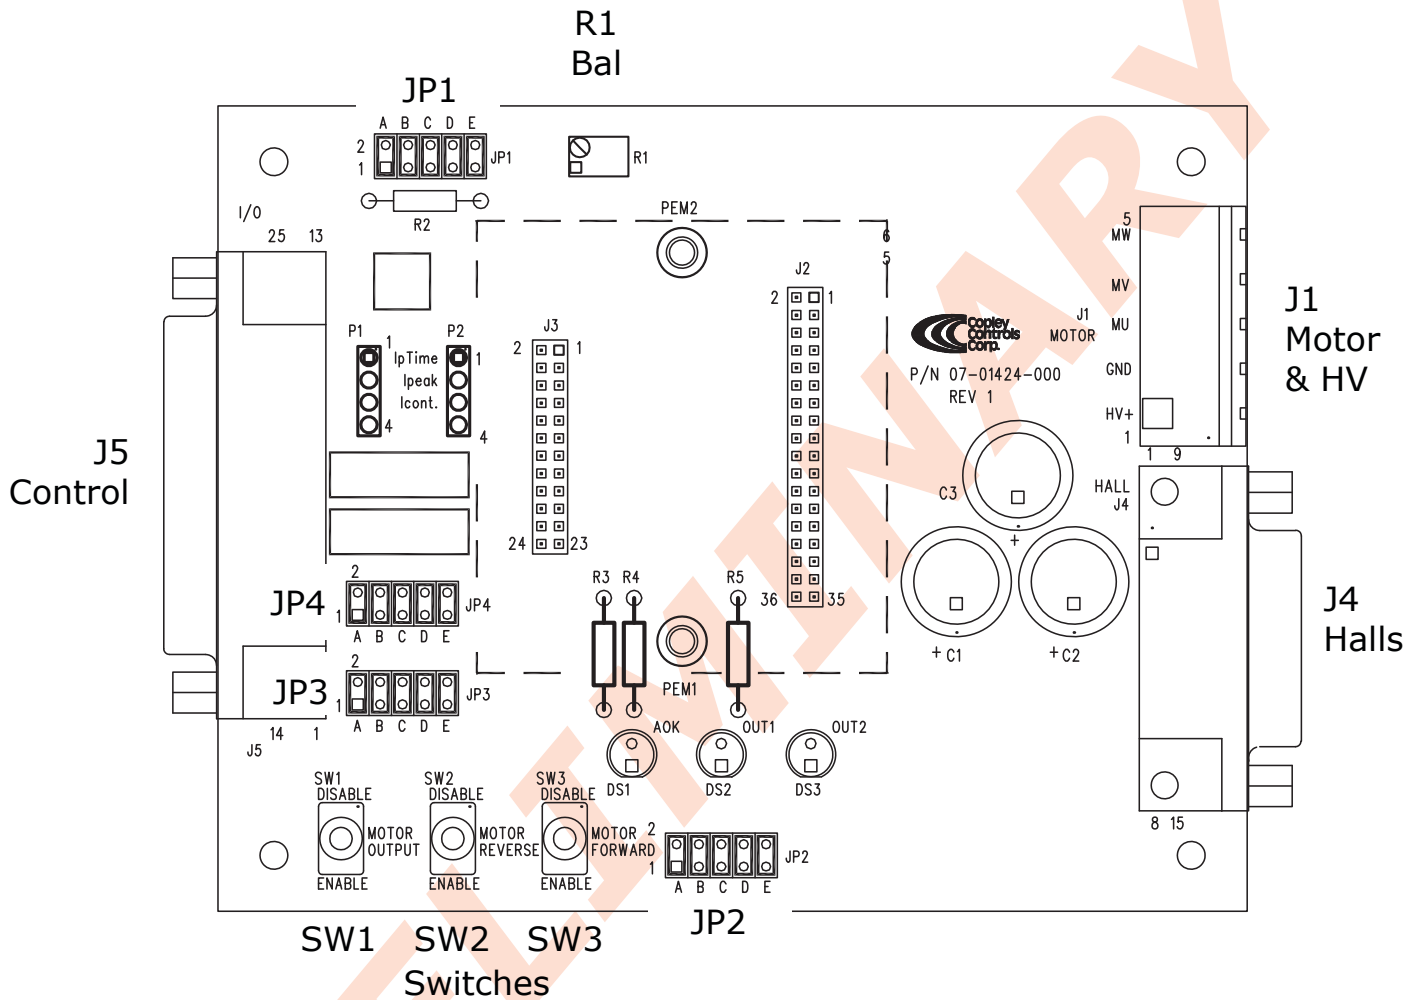 R1
Bal
JP1
A B C D E
2
1
JP1
R1
R2
I/O
25 13
PEM2
6
5
5
MW
MV
MU
GND
HV+
1
J1
MOTOR
J1
Motor
& HV
J2
2 1
36 35
J3
2 1
24 23
Copley
Controls
Corp.
P/N 07-01424-000
REV 1
P1
1
4
P2
1
4
IpTime
Ipeak
Icont.
J5
Control
C3
+
+ C1
+ C2
1 9
HALL
J4
8 15
J4
Halls
JP4
2
1
A B C D E
JP4
JP3
2
1
A B C D E
JP3
R3 R4 R5
PEM1
14 1
J5
AOK OUT1 OUT2
DS1 DS2 DS3
SW1
DISABLE
MOTOR
OUTPUT
ENABLE
SW2
DISABLE
MOTOR
REVERSE
ENABLE
SW3
DISABLE
MOTOR
FORWARD
ENABLE
2
1
A B C D E
JP2
JP2
SW1 SW2 SW3
Switches